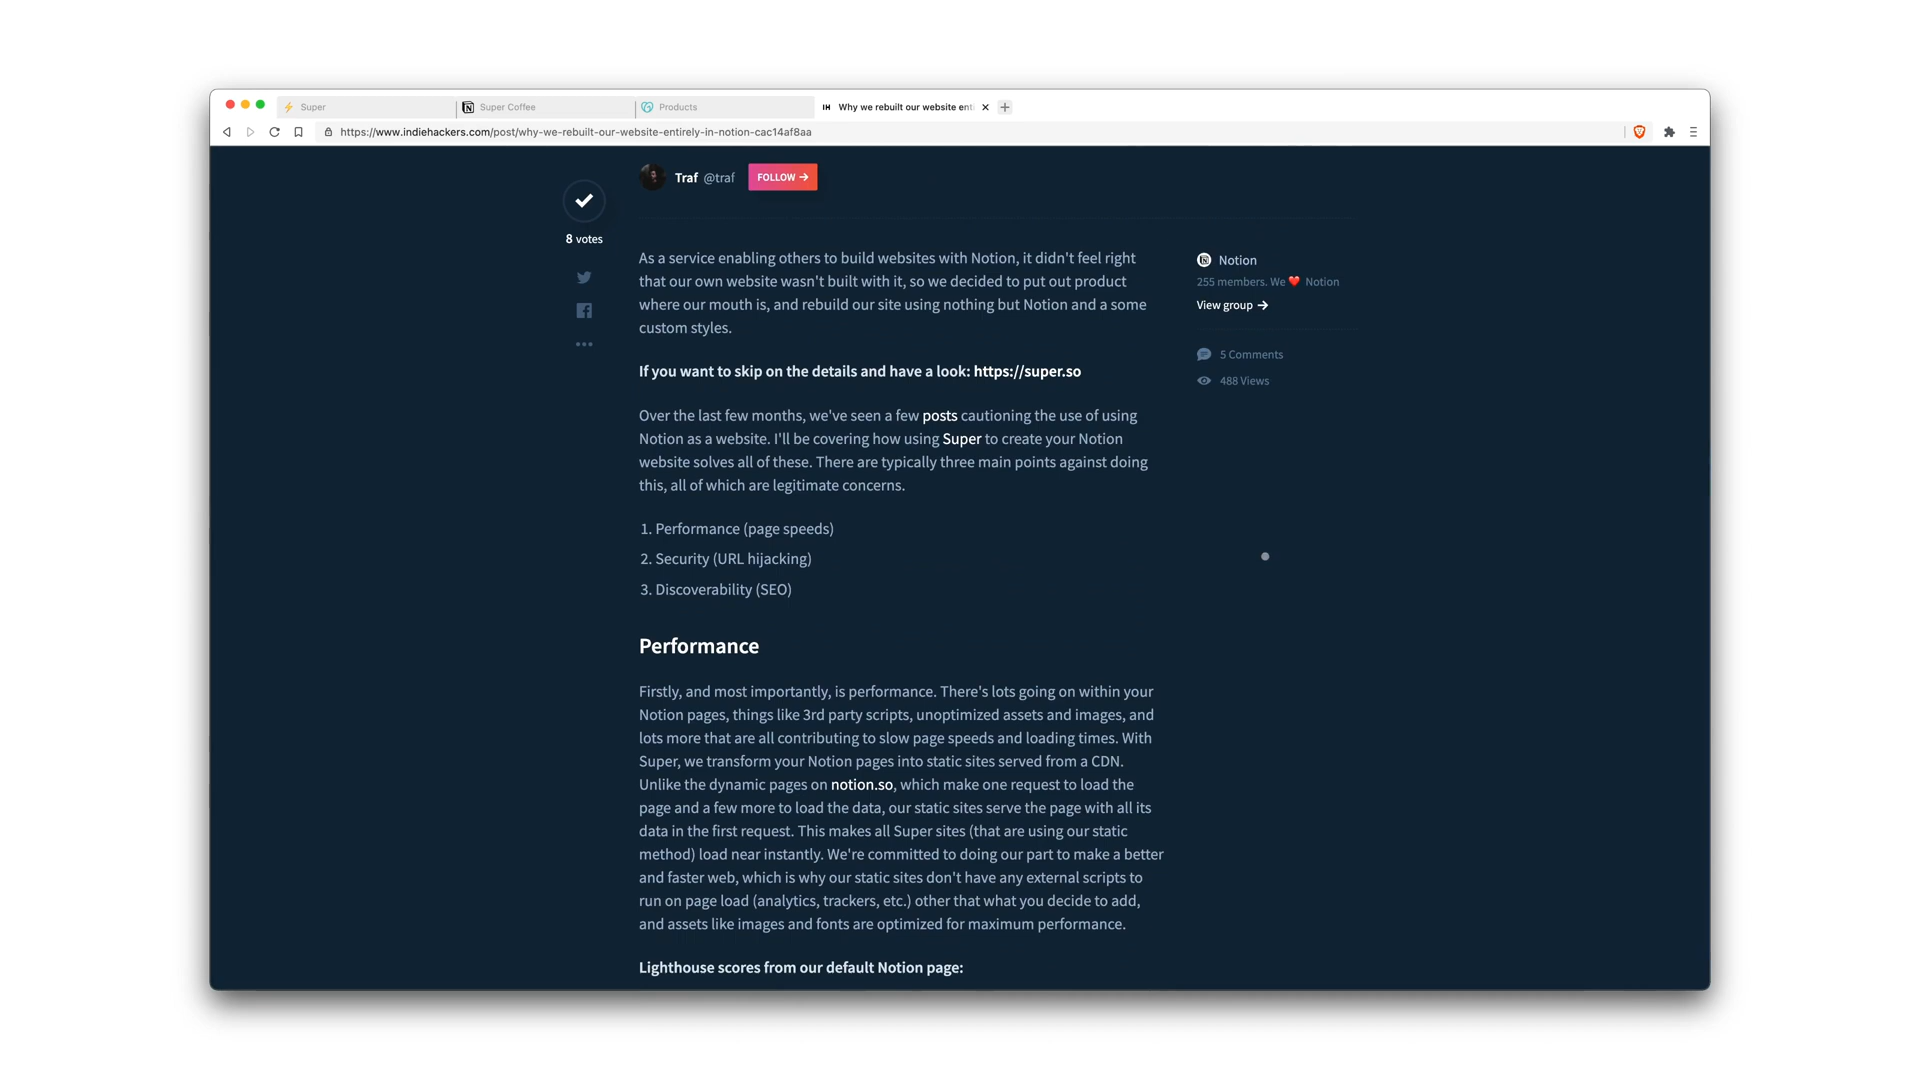 Super
Super Coffee
Products
IH Why we rebuilt our website enti
https://www.indiehackers.com/post/why-we-rebuilt-our-website-entirely-in-notion-cac14af8aa
Traf @traf
FOLLOW →
8 votes
As a service enabling others to build websites with Notion, it didn't feel right
that our own website wasn't built with it, so we decided to put out product
where our mouth is, and rebuild our site using nothing but Notion and a some
custom styles.
If you want to skip on the details and have a look: https://super.so
Over the last few months, we've seen a few posts cautioning the use of using
Notion as a website. I'll be covering how using Super to create your Notion
website solves all of these. There are typically three main points against doing
this, all of which are legitimate concerns.
1. Performance (page speeds)
2. Security (URL hijacking)
3. Discoverability (SEO)
Performance
Firstly, and most importantly, is performance. There's lots going on within your
Notion pages, things like 3rd party scripts, unoptimized assets and images, and
lots more that are all contributing to slow page speeds and loading times. With
Super, we transform your Notion pages into static sites served from a CDN.
Unlike the dynamic pages on notion.so, which make one request to load the
page and a few more to load the data, our static sites serve the page with all its
data in the first request. This makes all Super sites (that are using our static
method) load near instantly. We're committed to doing our part to make a better
and faster web, which is why our static sites don't have any external scripts to
run on page load (analytics, trackers, etc.) other that what you decide to add,
and assets like images and fonts are optimized for maximum performance.
Lighthouse scores from our default Notion page:
Notion
255 members. We ❤️ Notion
View group →
5 Comments
488 Views